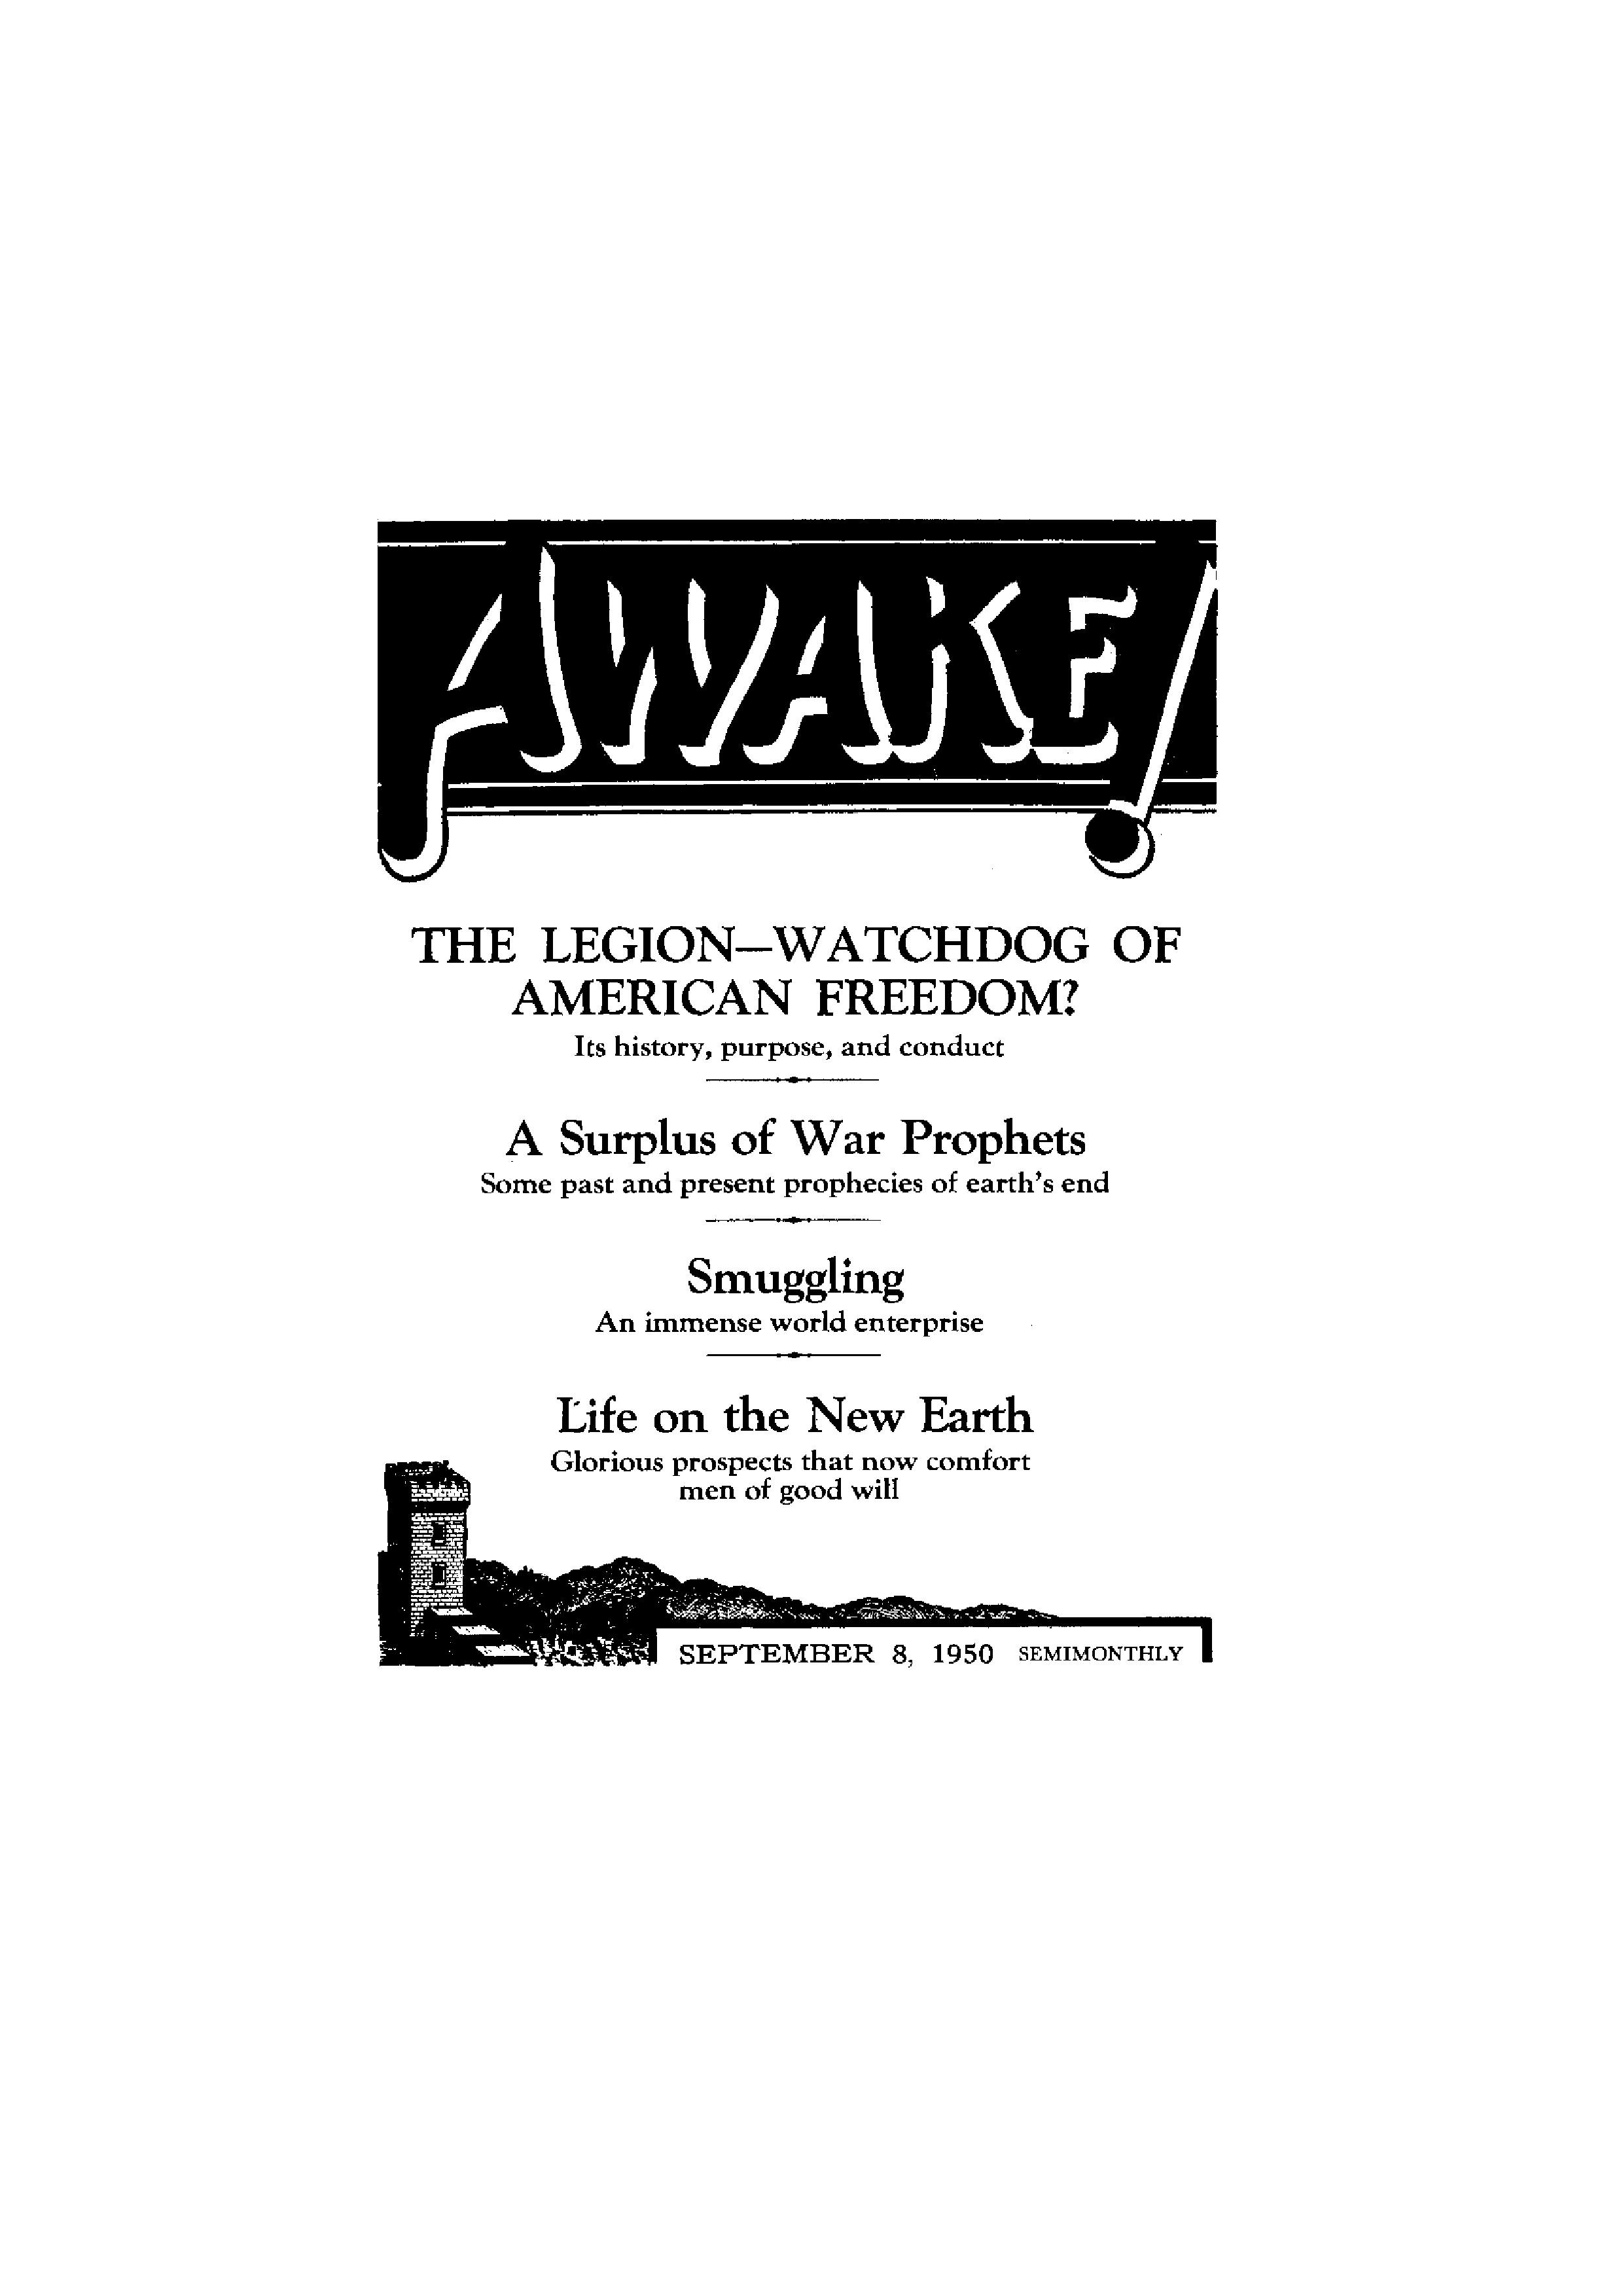 AWAKE!
THE LEGION—WATCHDOG OF
AMERICAN FREEDOM?
Its history, purpose, and conduct
A Surplus of War Prophets
Some past and present prophecies of earth's end
Smuggling
An immense world enterprise
Life on the New Earth
Glorious prospects that now comfort
men of good will
SEPTEMBER 8, 1950 SEMIMONTHLY